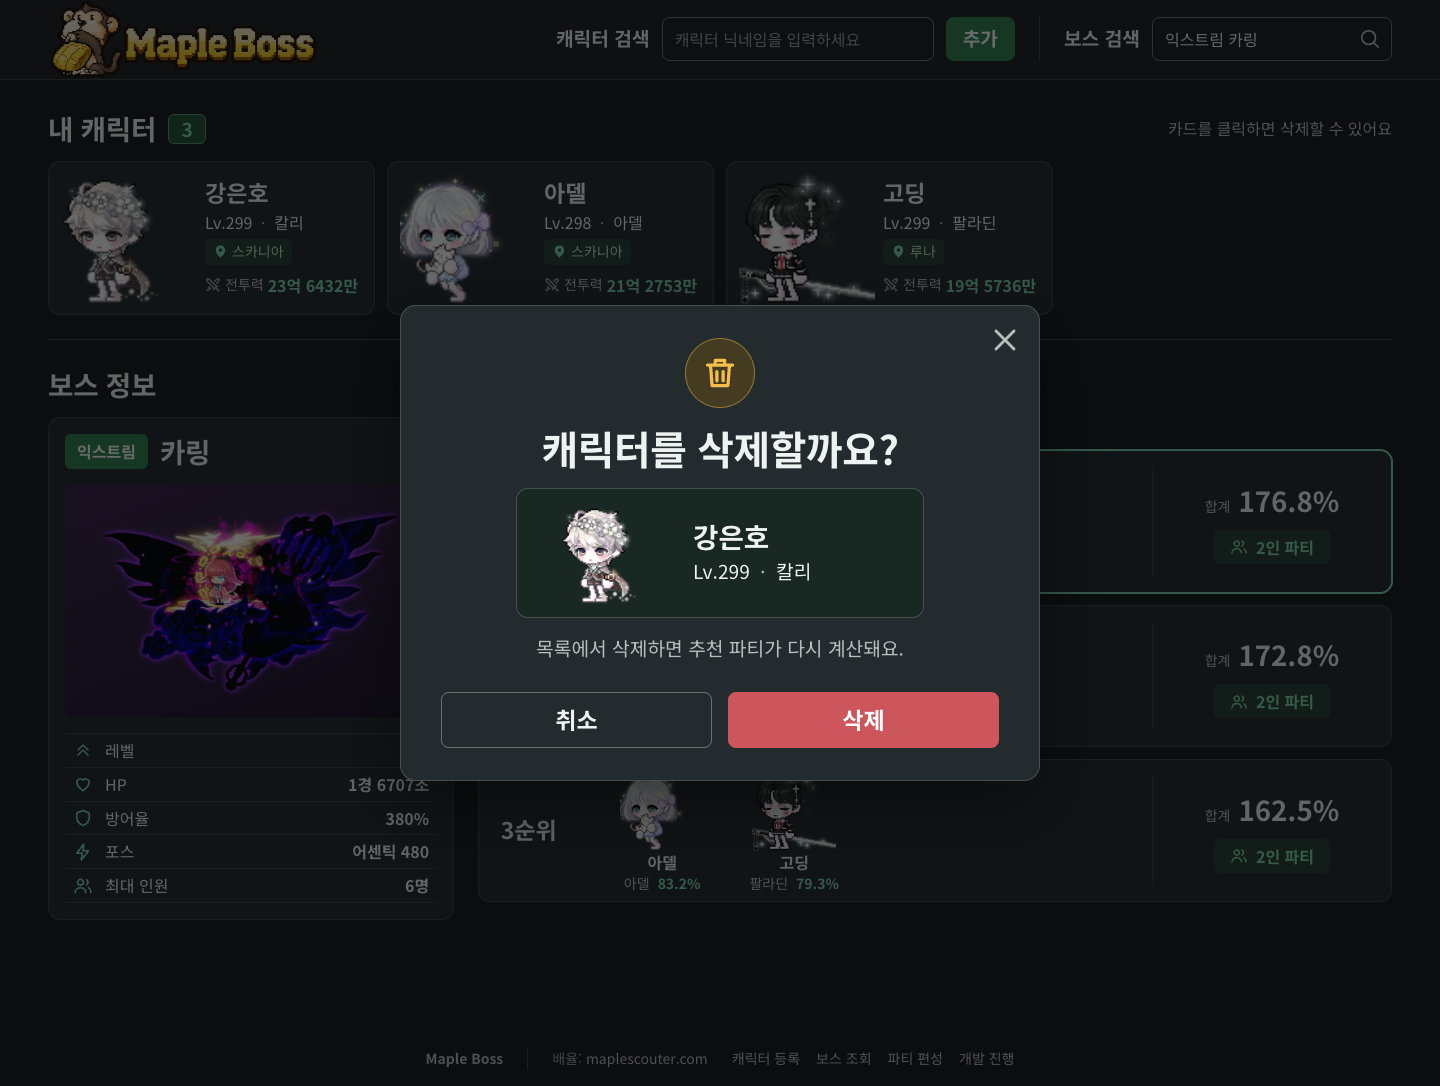 Maple Boss
캐릭터 검색
캐릭터 닉네임을 입력하세요
추가
보스 검색
익스트림 카링
내 캐릭터
3
카드를 클릭하면 삭제할 수 있어요
강은호
Lv.299 · 칼리
스카니아
전투력 23억 6432만
아델
Lv.298 · 아델
스카니아
전투력 21억 2753만
고딩
Lv.299 · 팔라딘
루나
전투력 19억 5736만
보스 정보
익스트림
카링
레벨
HP
1경 6707조
방어율
380%
포스
어센틱 480
최대 인원
6명
캐릭터를 삭제할까요?
강은호
Lv.299 · 칼리
목록에서 삭제하면 추천 파티가 다시 계산돼요.
취소
삭제
합계 176.8%
2인 파티
합계 172.8%
2인 파티
3순위
아델
아델 83.2%
고딩
팔라딘 79.3%
합계 162.5%
2인 파티
Maple Boss
배율: maplescouter.com
캐릭터 등록
보스 조회
파티 편성
개발 진행